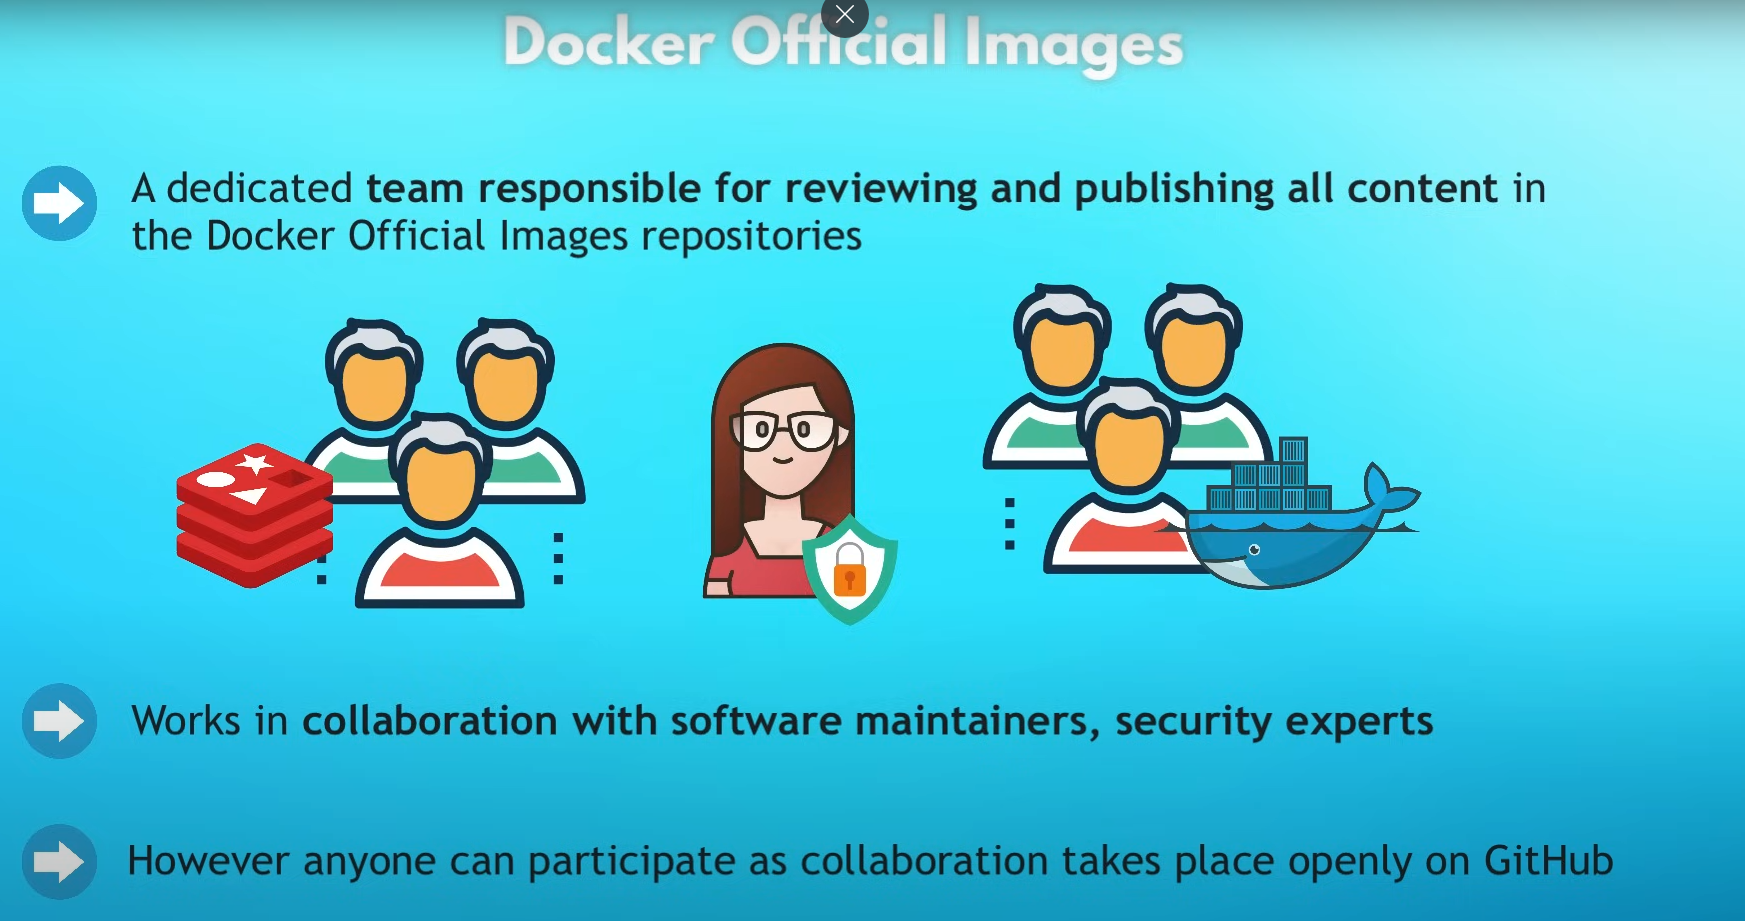 Docker Official Images
A dedicated team responsible for reviewing and publishing all content in
the Docker Official Images repositories
Works in collaboration with software maintainers, security experts
However anyone can participate as collaboration takes place openly on GitHub